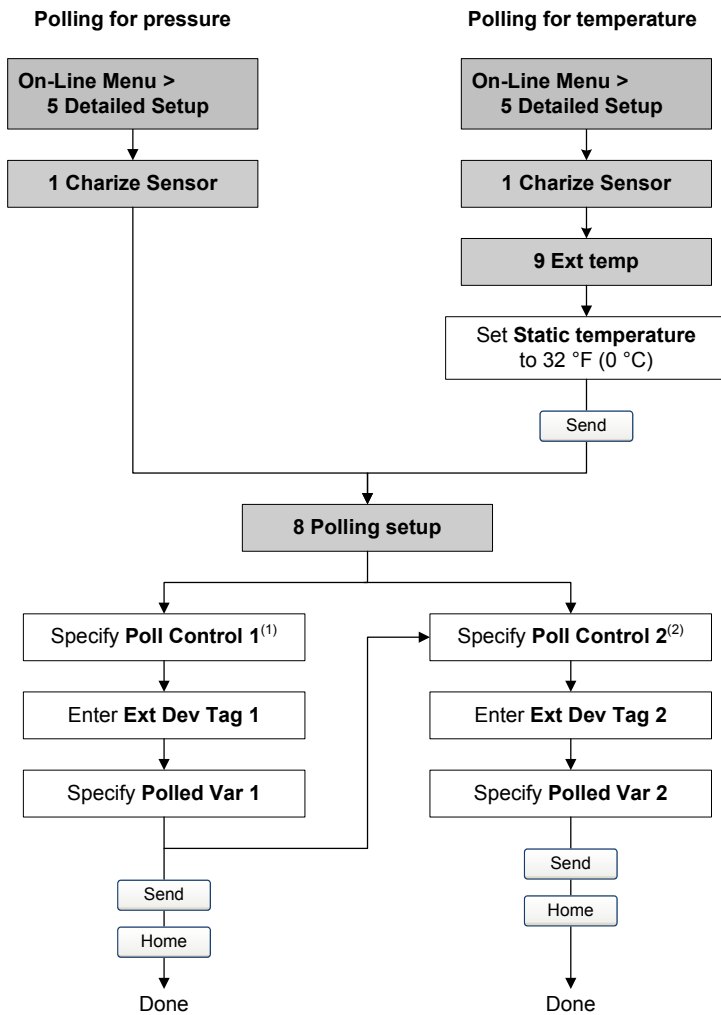 Polling for pressure
On-Line Menu >
5 Detailed Setup
1 Charize Sensor
Polling for temperature
On-Line Menu >
5 Detailed Setup
1 Charize Sensor
9 Ext temp
Set Static temperature
to 32 °F (0 °C)
Send
8 Polling setup
Specify Poll Control 1(1)
Enter Ext Dev Tag 1
Specify Polled Var 1
Send
Home
Done
Specify Poll Control 2(2)
Enter Ext Dev Tag 2
Specify Polled Var 2
Send
Home
Done